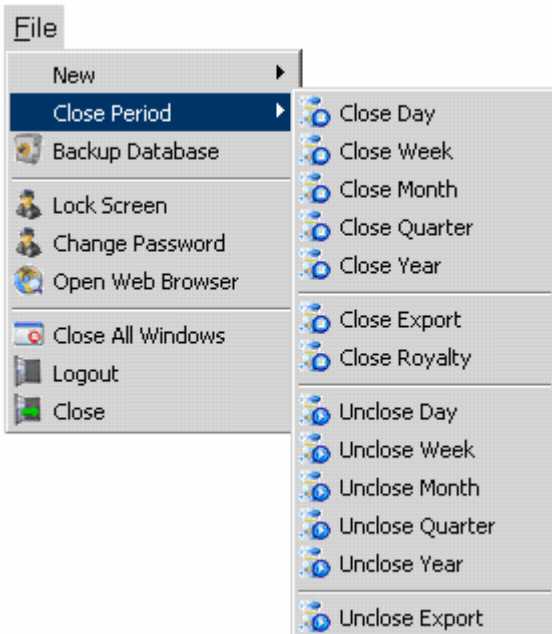 File
New
Close Period
Backup Database
Lock Screen
Change Password
Open Web Browser
Close All Windows
Logout
Close
Close Day
Close Week
Close Month
Close Quarter
Close Year
Close Export
Close Royalty
Unclose Day
Unclose Week
Unclose Month
Unclose Quarter
Unclose Year
Unclose Export